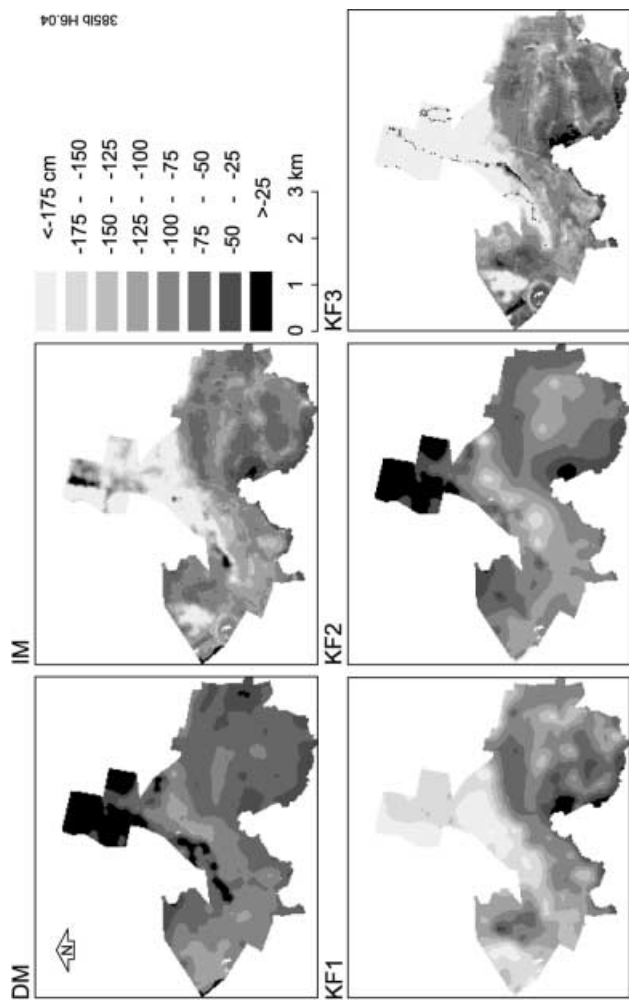 DM
N
IM
<-175 cm
-175 - -150
-150 - -125
-125 - -100
-100 - -75
-75 - -50
-50 - -25
>-25
0 1 2 3 km
385lb H6.04
KF1
KF2
KF3